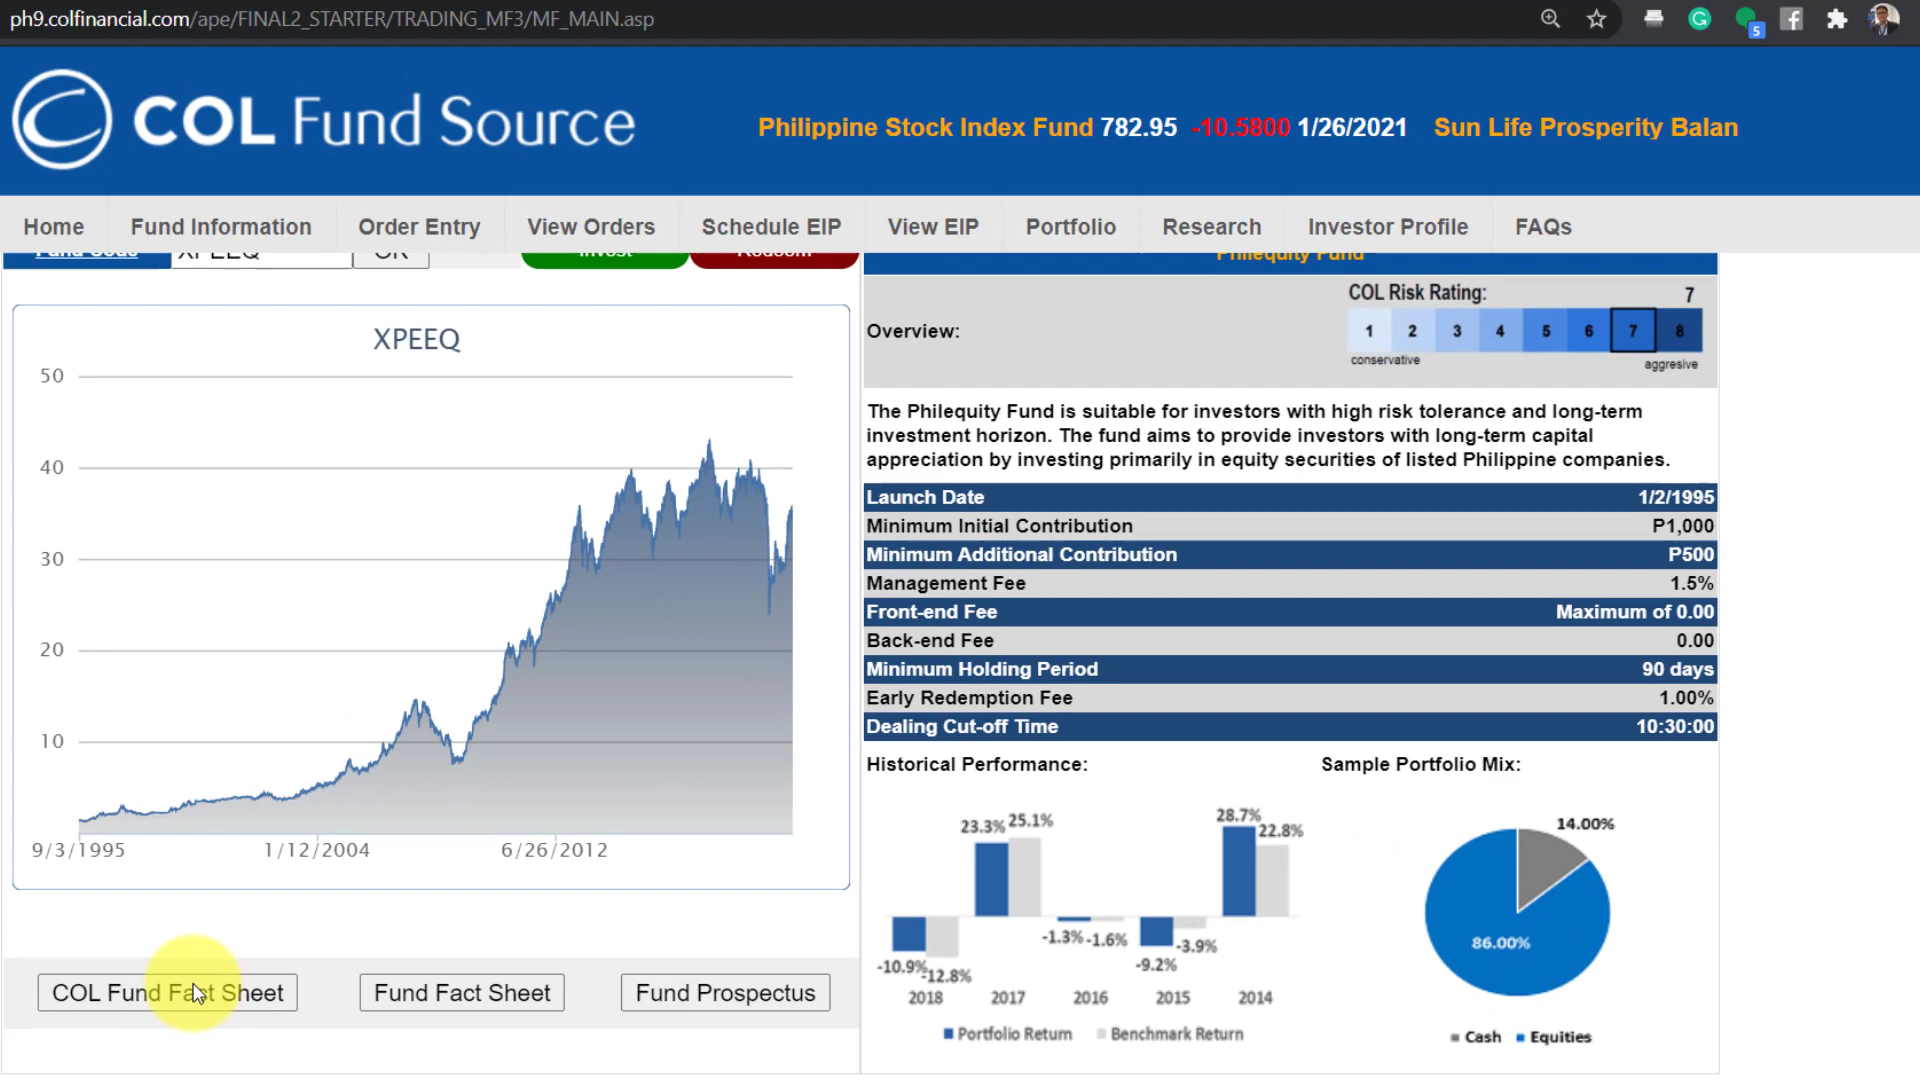 ph9.colfinancial.com/ape/FINAL2_STARTER/TRADING_MF3/MF_MAIN.asp
5
COL Fund Source
Philippine Stock Index Fund 782.95 -10.5800 1/26/2021 Sun Life Prosperity Balan
Home Fund Information Order Entry View Orders Schedule EIP View EIP Portfolio Research Investor Profile FAQs
Fund Code XPEEQ OK Invest Redeem
Philequity Fund
XPEEQ
50
40
30
20
10
9/3/1995 1/12/2004 6/26/2012
COL Fund Fact Sheet Fund Fact Sheet Fund Prospectus
Overview:
COL Risk Rating: 7
1 2 3 4 5 6 7 8
conservative aggresive
The Philequity Fund is suitable for investors with high risk tolerance and long-term
investment horizon. The fund aims to provide investors with long-term capital
appreciation by investing primarily in equity securities of listed Philippine companies.
Launch Date 1/2/1995
Minimum Initial Contribution P1,000
Minimum Additional Contribution P500
Management Fee 1.5%
Front-end Fee Maximum of 0.00
Back-end Fee 0.00
Minimum Holding Period 90 days
Early Redemption Fee 1.00%
Dealing Cut-off Time 10:30:00
Historical Performance:
-10.9% -12.8% 23.3% 25.1% -1.3% -1.6% -9.2% -3.9% 28.7% 22.8%
2018 2017 2016 2015 2014
Portfolio Return Benchmark Return
Sample Portfolio Mix:
14.00%
86.00%
Cash Equities